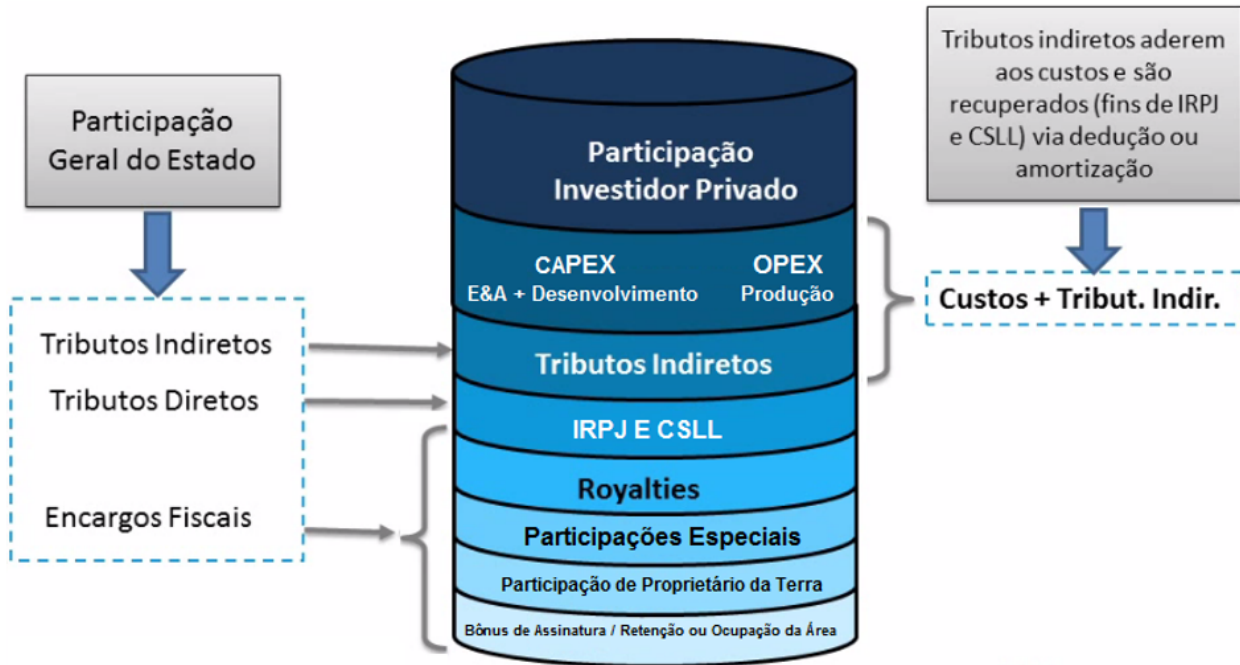 Participação
Geral do Estado
Tributos Indiretos
Tributos Diretos
Encargos Fiscais
Participação
Investidor Privado
CAPEX
E&A + Desenvolvimento
OPEX
Produção
Tributos Indiretos
IRPJ E CSLL
Royalties
Participações Especiais
Participação de Proprietário da Terra
Bônus de Assinatura / Retenção ou Ocupação da Área
Tributos indiretos aderem
aos custos e são
recuperados (fins de IRPJ
e CSLL) via dedução ou
amortização
Custos + Tribut. Indir.